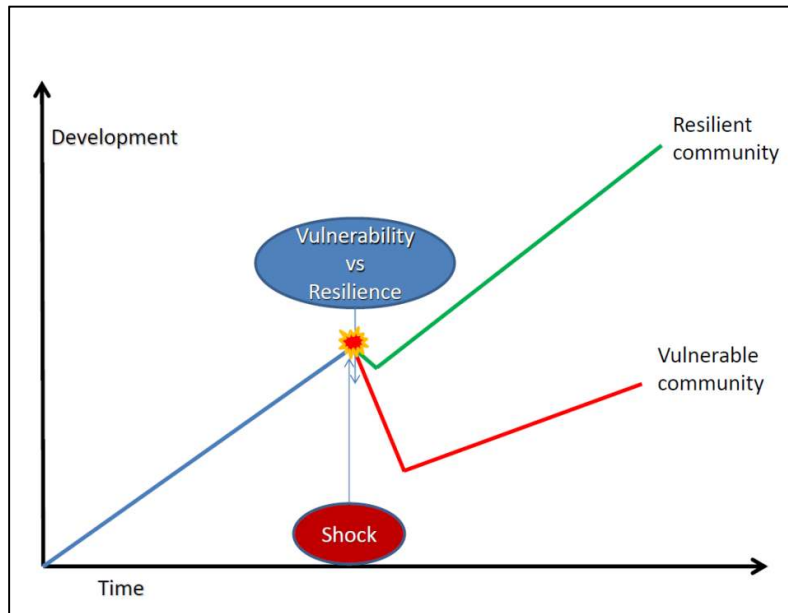 Development
Resilient
community
Vulnerability
vs
Resilience
Vulnerable
community
Shock
Time